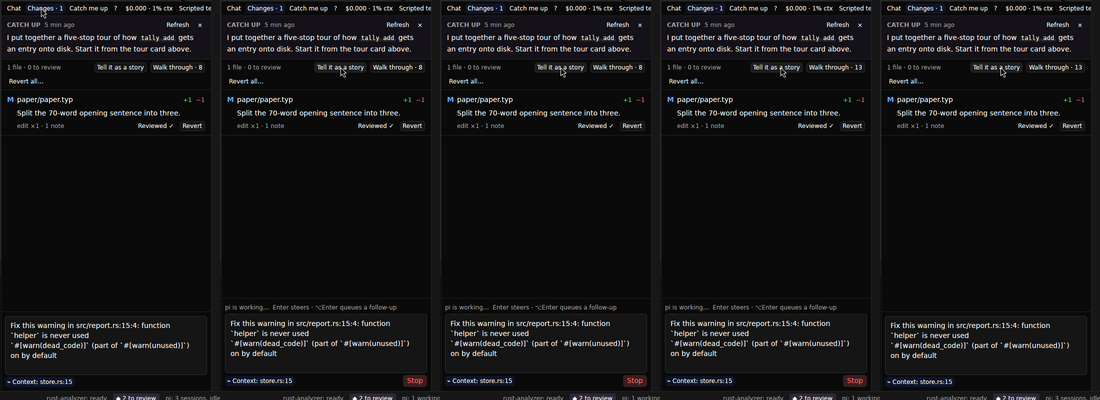 Chat Changes · 1 Catch me up ? $0.000 · 1% ctx Scripted te
CATCH UP 5 min ago Refresh ×
I put together a five-stop tour of how tally add gets
an entry onto disk. Start it from the tour card above.
1 file · 0 to review Tell it as a story Walk through · 8
Revert all...
M paper/paper.typ +1 −1
Split the 70-word opening sentence into three.
edit ×1 · 1 note Reviewed ✓ Revert
Fix this warning in src/report.rs:15:4: function
`helper` is never used
`#[warn(dead_code)]` (part of `#[warn(unused)]`)
on by default
Context: store.rs:15
rust-analyzer: ready ◆ 2 to review pi: 3 sessions, idle
Chat Changes · 1 Catch me up ? $0.000 · 1% ctx Scripted te
CATCH UP 5 min ago Refresh ×
I put together a five-stop tour of how tally add gets
an entry onto disk. Start it from the tour card above.
1 file · 0 to review Tell it as a story Walk through · 8
Revert all...
M paper/paper.typ +1 −1
Split the 70-word opening sentence into three.
edit ×1 · 1 note Reviewed ✓ Revert
pi is working... Enter steers · ⌥Enter queues a follow-up
Fix this warning in src/report.rs:15:4: function
`helper` is never used
`#[warn(dead_code)]` (part of `#[warn(unused)]`)
on by default
Context: store.rs:15 Stop
rust-analyzer: ready ◆ 2 to review pi: 1 working
Chat Changes · 1 Catch me up ? $0.000 · 1% ctx Scripted te
CATCH UP 5 min ago Refresh ×
I put together a five-stop tour of how tally add gets
an entry onto disk. Start it from the tour card above.
1 file · 0 to review Tell it as a story Walk through · 8
Revert all...
M paper/paper.typ +1 −1
Split the 70-word opening sentence into three.
edit ×1 · 1 note Reviewed ✓ Revert
pi is working... Enter steers · ⌥Enter queues a follow-up
Fix this warning in src/report.rs:15:4: function
`helper` is never used
`#[warn(dead_code)]` (part of `#[warn(unused)]`)
on by default
Context: store.rs:15 Stop
rust-analyzer: ready ◆ 2 to review pi: 1 working
Chat Changes · 1 Catch me up ? $0.000 · 1% ctx Scripted te
CATCH UP 5 min ago Refresh ×
I put together a five-stop tour of how tally add gets
an entry onto disk. Start it from the tour card above.
1 file · 0 to review Tell it as a story Walk through · 13
Revert all...
M paper/paper.typ +1 −1
Split the 70-word opening sentence into three.
edit ×1 · 1 note Reviewed ✓ Revert
pi is working... Enter steers · ⌥Enter queues a follow-up
Fix this warning in src/report.rs:15:4: function
`helper` is never used
`#[warn(dead_code)]` (part of `#[warn(unused)]`)
on by default
Context: store.rs:15 Stop
rust-analyzer: ready ◆ 2 to review pi: 1 working
Chat Changes · 1 Catch me up ? $0.000 · 1% ctx Scripted te
CATCH UP 5 min ago Refresh ×
I put together a five-stop tour of how tally add gets
an entry onto disk. Start it from the tour card above.
1 file · 0 to review Tell it as a story Walk through · 13
Revert all...
M paper/paper.typ +1 −1
Split the 70-word opening sentence into three.
edit ×1 · 1 note Reviewed ✓ Revert
Fix this warning in src/report.rs:15:4: function
`helper` is never used
`#[warn(dead_code)]` (part of `#[warn(unused)]`)
on by default
Context: store.rs:15
rust-analyzer: ready ◆ 2 to review pi: 3 sessions, idle